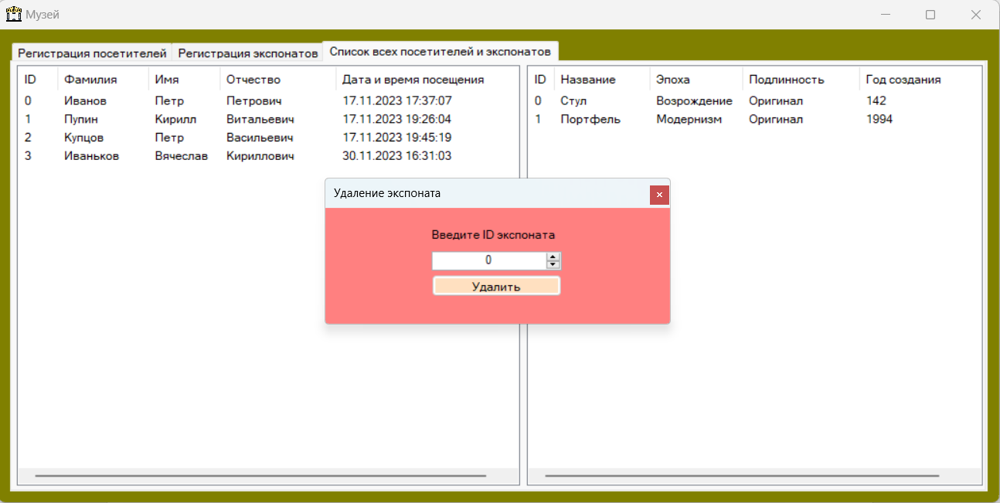 Музей
Регистрация посетителей Регистрация экспонатов Список всех посетителей и экспонатов
ID Фамилия Имя Отчество Дата и время посещения
0 Иванов Петр Петрович 17.11.2023 17:37:07
1 Пупин Кирилл Витальевич 17.11.2023 19:26:04
2 Купцов Петр Васильевич 17.11.2023 19:45:19
3 Иваньков Вячеслав Кириллович 30.11.2023 16:31:03
ID Название Эпоха Подлинность Год создания
0 Стул Возрождение Оригинал 142
1 Портфель Модернизм Оригинал 1994
Удаление экспоната
Введите ID экспоната
0
Удалить